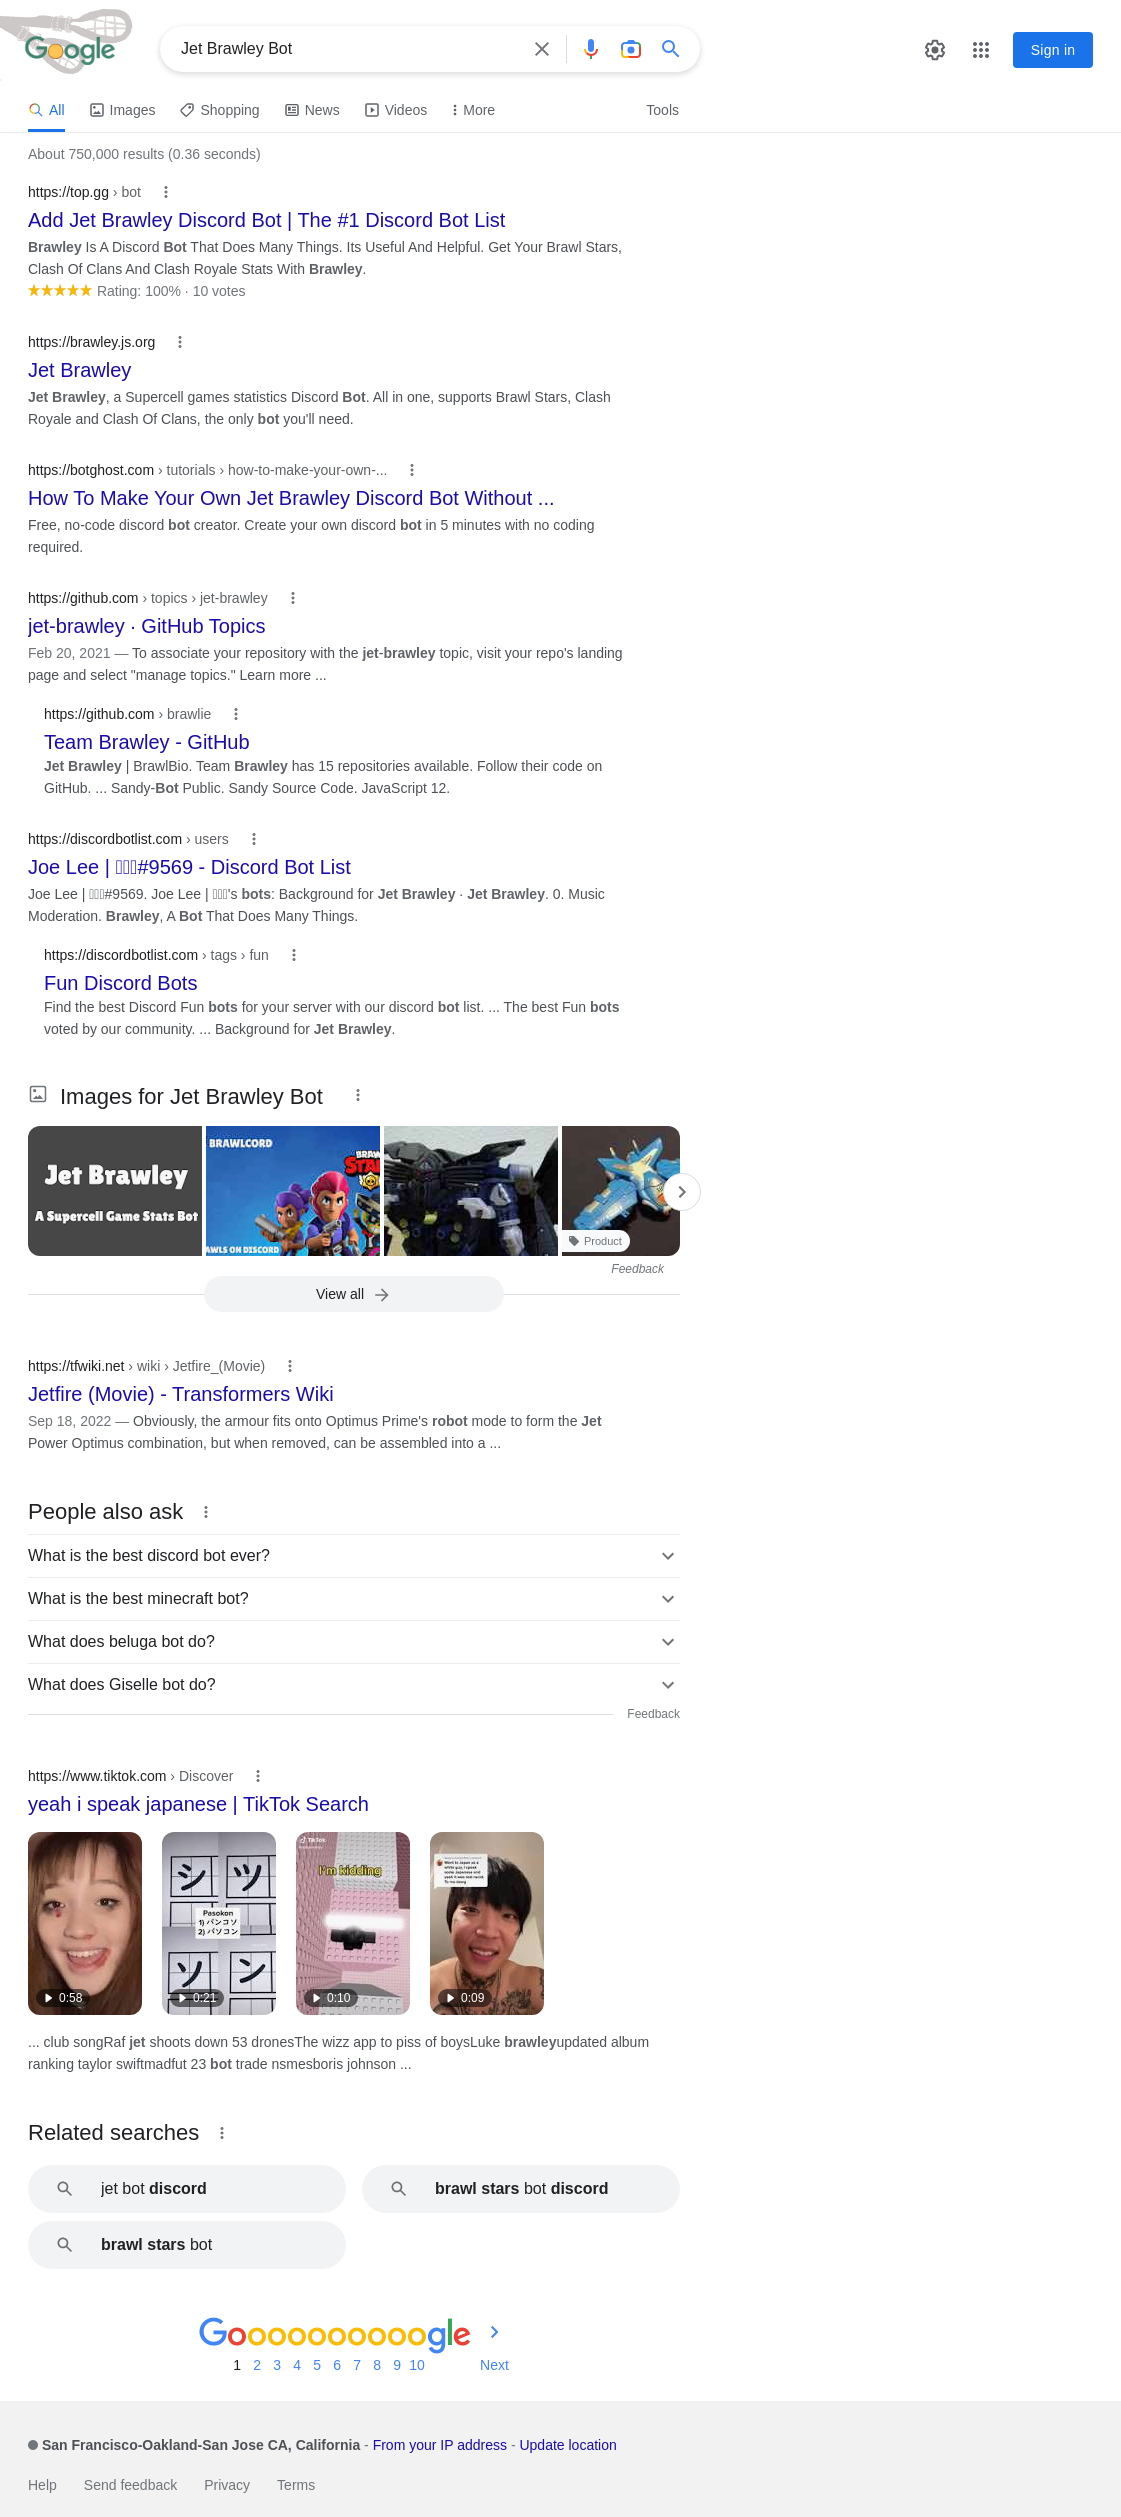 Google
Jet Brawley Bot
Sign in
All
Images
Shopping
News
Videos
More
Tools
About 750,000 results (0.36 seconds)
https://top.gg › bot
Add Jet Brawley Discord Bot | The #1 Discord Bot List
Brawley Is A Discord Bot That Does Many Things. Its Useful And Helpful. Get Your Brawl Stars,
Clash Of Clans And Clash Royale Stats With Brawley.
Rating: 100% · 10 votes
https://brawley.js.org
Jet Brawley
Jet Brawley, a Supercell games statistics Discord Bot. All in one, supports Brawl Stars, Clash
Royale and Clash Of Clans, the only bot you'll need.
https://botghost.com › tutorials › how-to-make-your-own-...
How To Make Your Own Jet Brawley Discord Bot Without ...
Free, no-code discord bot creator. Create your own discord bot in 5 minutes with no coding
required.
https://github.com › topics › jet-brawley
jet-brawley · GitHub Topics
Feb 20, 2021 — To associate your repository with the jet-brawley topic, visit your repo's landing
page and select "manage topics." Learn more ...
https://github.com › brawlie
Team Brawley - GitHub
Jet Brawley | BrawlBio. Team Brawley has 15 repositories available. Follow their code on
GitHub. ... Sandy-Bot Public. Sandy Source Code. JavaScript 12.
https://discordbotlist.com › users
Joe Lee | #9569 - Discord Bot List
Joe Lee | #9569. Joe Lee | 's bots: Background for Jet Brawley · Jet Brawley. 0. Music
Moderation. Brawley, A Bot That Does Many Things.
https://discordbotlist.com › tags › fun
Fun Discord Bots
Find the best Discord Fun bots for your server with our discord bot list. ... The best Fun bots
voted by our community. ... Background for Jet Brawley.
Images for Jet Brawley Bot
Jet Brawley
A Supercell Game Stats Bot
BRAWLCORD
BRAW
STA
AWLS ON DISCORD
Product
Feedback
View all
https://tfwiki.net › wiki › Jetfire_(Movie)
Jetfire (Movie) - Transformers Wiki
Sep 18, 2022 — Obviously, the armour fits onto Optimus Prime's robot mode to form the Jet
Power Optimus combination, but when removed, can be assembled into a ...
People also ask
What is the best discord bot ever?
What is the best minecraft bot?
What does beluga bot do?
What does Giselle bot do?
Feedback
https://www.tiktok.com › Discover
yeah i speak japanese | TikTok Search
0:58
シ ツ
Pasokon
1) パンコソ
2) パソコン
ソ ン
0:21
TikTok
I'm kidding
0:10
0:09
... club songRaf jet shoots down 53 dronesThe wizz app to piss of boysLuke brawleyupdated album
ranking taylor swiftmadfut 23 bot trade nsmesboris johnson ...
Related searches
jet bot discord
brawl stars bot discord
brawl stars bot
Goooooooooogle
1 2 3 4 5 6 7 8 9 10 Next
San Francisco-Oakland-San Jose CA, California - From your IP address - Update location
Help Send feedback Privacy Terms